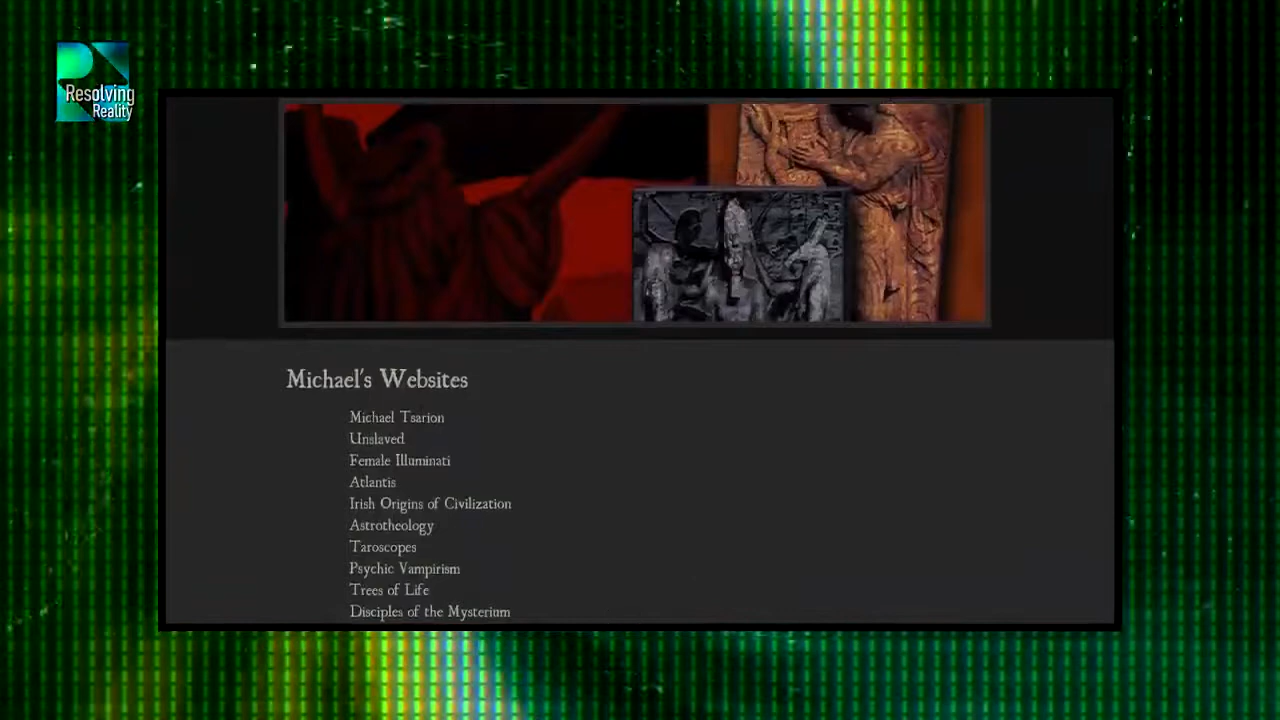 Resolving
Reality
Michael's Websites
Michael Tsarion
Unslaved
Female Illuminati
Atlantis
Irish Origins of Civilization
Astrotheology
Taroscopes
Psychic Vampirism
Trees of Life
Disciples of the Mysterium